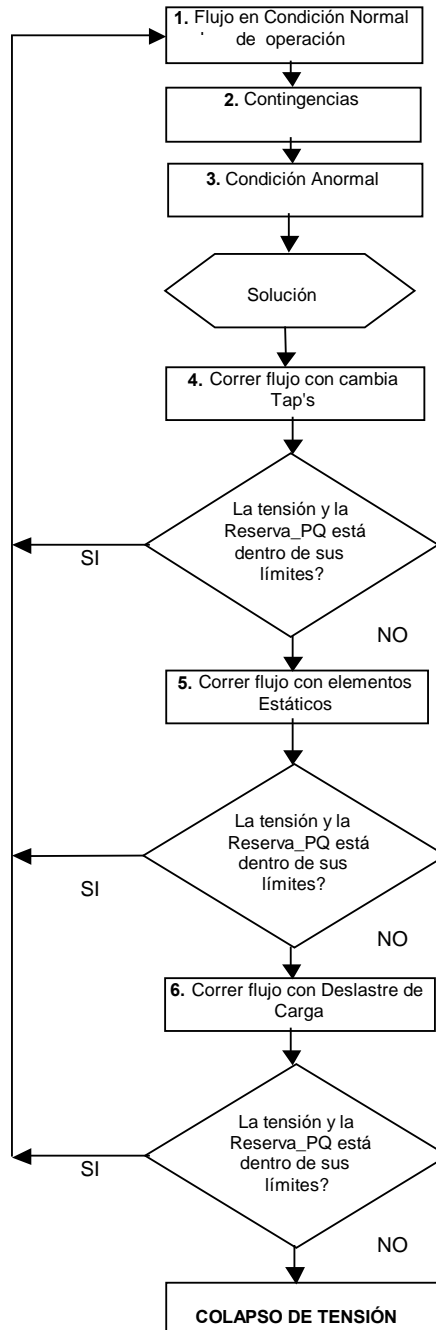 1. Flujo en Condición Normal
de operación
2. Contingencias
3. Condición Anormal
Solución
4. Correr flujo con cambia
Tap's
La tensión y la
Reserva_PQ está
dentro de sus
límites?
SI
NO
5. Correr flujo con elementos
Estáticos
La tensión y la
Reserva_PQ está
dentro de sus
límites?
SI
NO
6. Correr flujo con Deslastre de
Carga
La tensión y la
Reserva_PQ está
dentro de sus
límites?
SI
NO
COLAPSO DE TENSIÓN